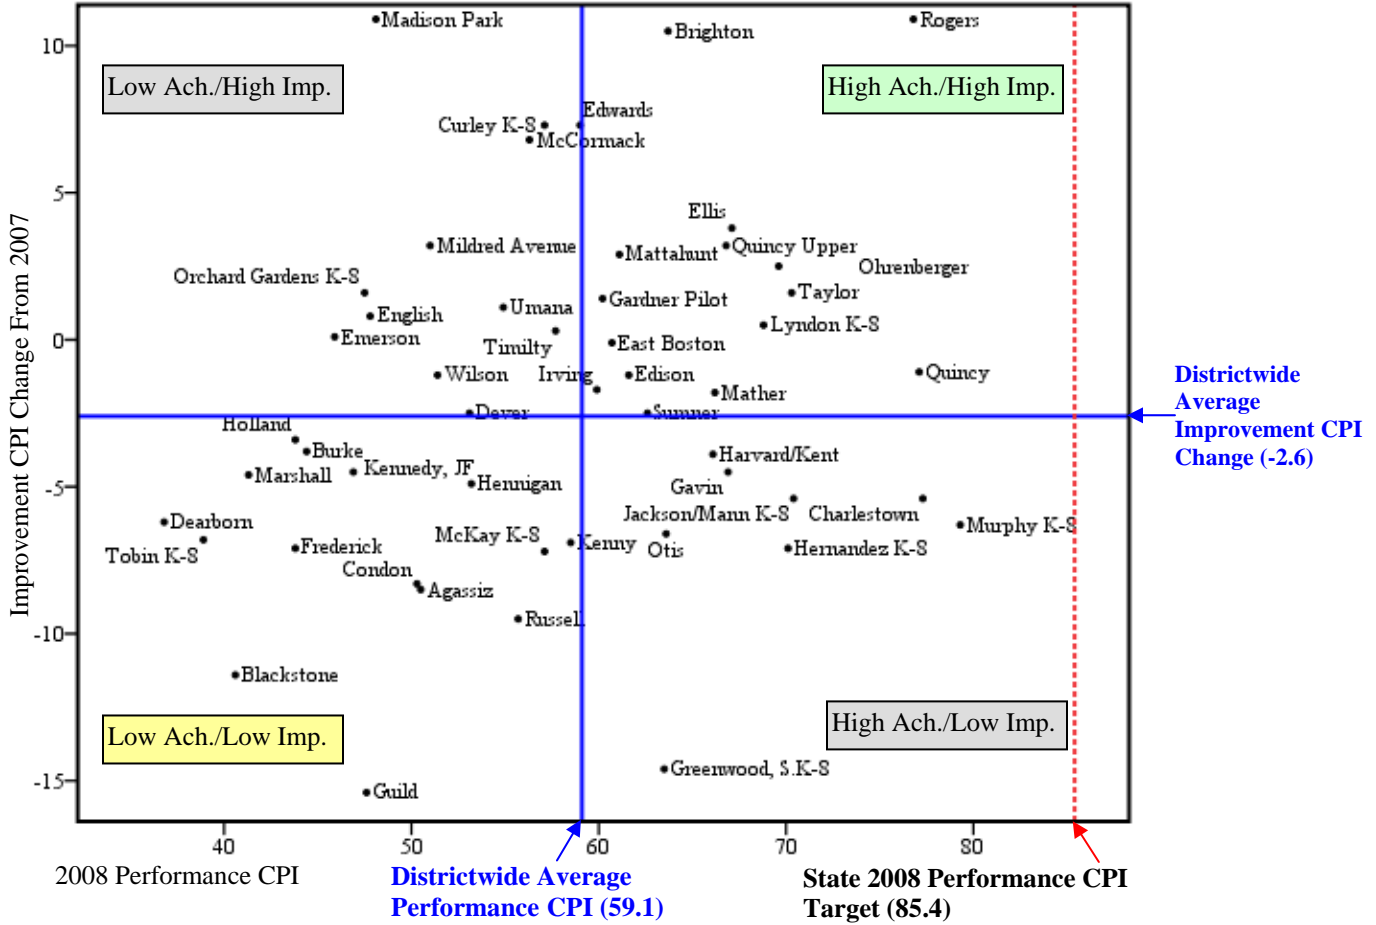 Madison Park
Rogers
Brighton
10
Low Ach./High Imp.
High Ach./High Imp.
Edwards
Curley K-8
McCormack
5
Ellis
Mildred Avenue
Quincy Upper
Mattahunt
Ohrenberger
Orchard Gardens K-8
Taylor
Gardner Pilot
Umana
English
Lyndon K-8
0
Emerson
Timilty
East Boston
Wilson
Irving
Edison
Quincy
Mather
Dever
Sumner
Districtwide
Average
Improvement CPI
Change (-2.6)
Improvement CPI Change From 2007
Holland
Burke
Harvard/Kent
Kennedy, JF
Marshall
Hennigan
Gavin
-5
Jackson/Mann K-8
Charlestown
Dearborn
Murphy K-8
McKay K-8
Kenny
Tobin K-8
Frederick
Otis
Hernandez K-8
Condon
Agassiz
Russell
-10
Blackstone
Low Ach./Low Imp.
High Ach./Low Imp.
Greenwood, S.K-8
-15
Guild
40
50
60
70
80
2008 Performance CPI
Districtwide Average
Performance CPI (59.1)
State 2008 Performance CPI
Target (85.4)